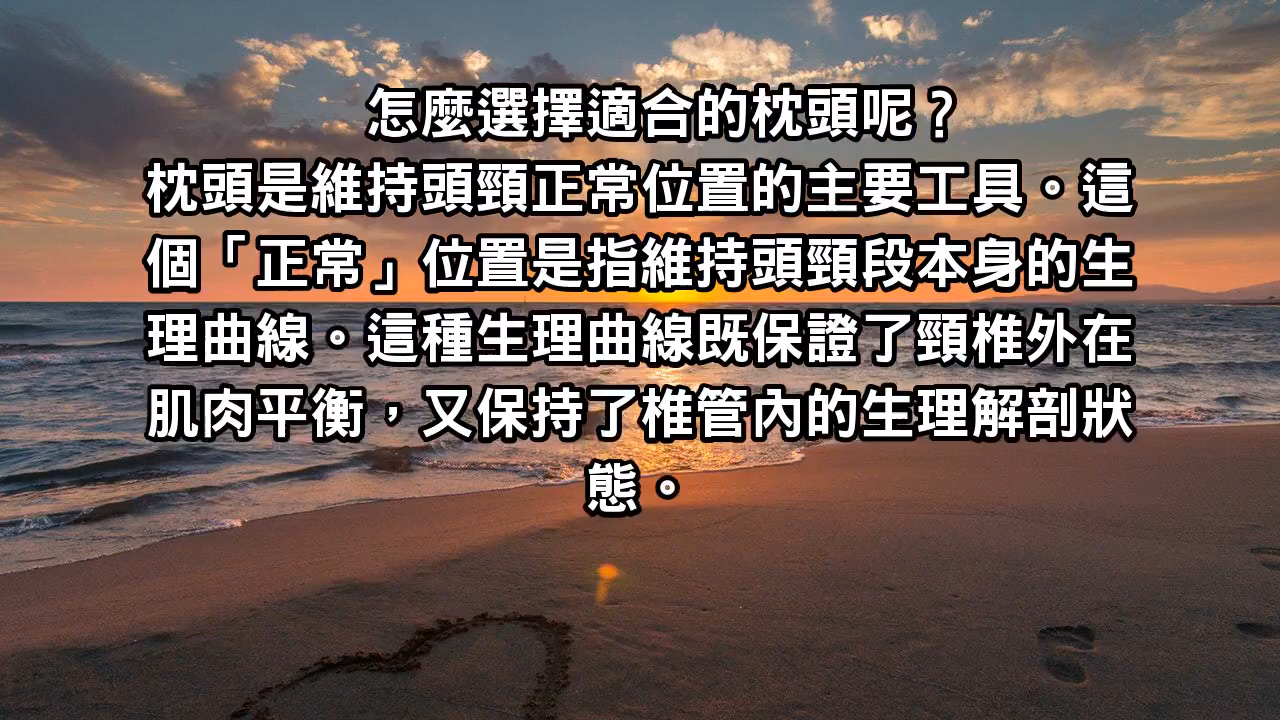 怎麼選擇適合的枕頭呢？
枕頭是維持頭頸正常位置的主要工具。這
個「正常」位置是指維持頭頸段本身的生
理曲線。這種生理曲線既保證了頸椎外在
肌肉平衡，又保持了椎管內的生理解剖狀
態。